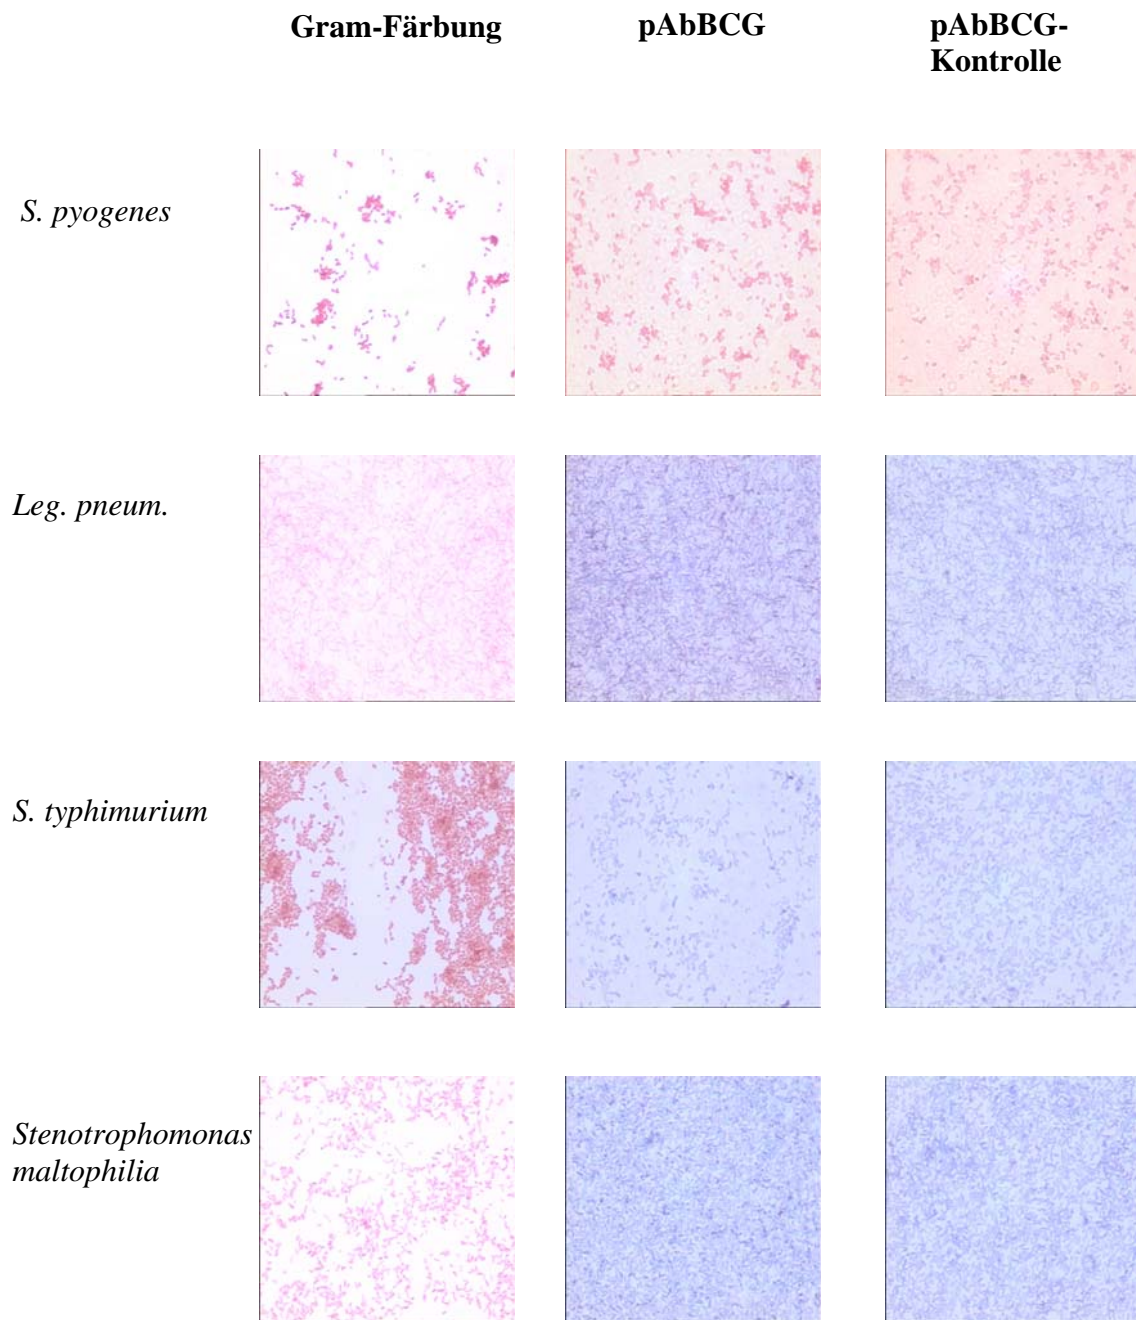 Gram-Färbung
pAbBCG
pAbBCG-
Kontrolle
S. pyogenes
Leg. pneum.
S. typhimurium
Stenotrophomonas
maltophilia